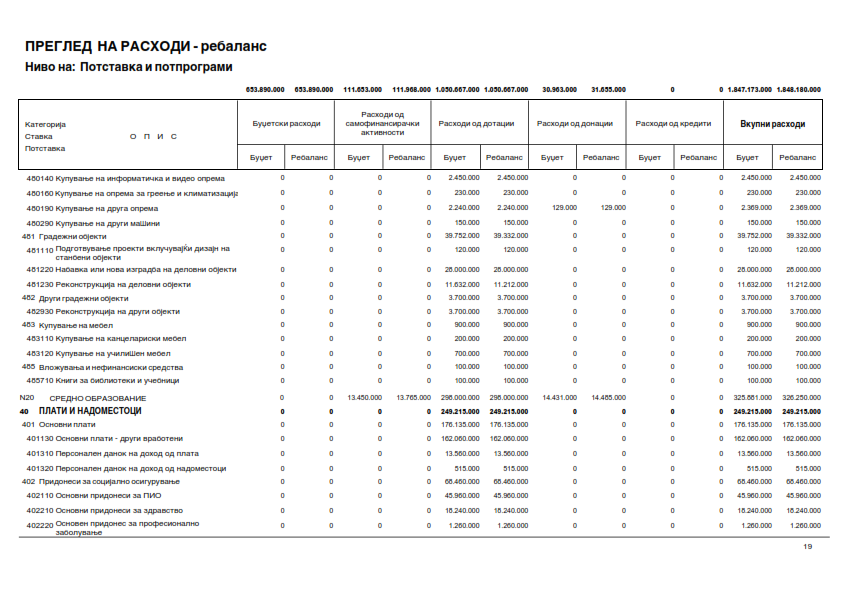 ПРЕГЛЕД НА РАСХОДИ - ребаланс
Ниво на: Потставка и потпрограми
653.890.000 653.890.000 111.653.000 111.968.000 1.050.667.000 1.050.667.000 30.963.000 31.655.000 0 0 1.847.173.000 1.848.180.000
Категорија
Ставка О П И С
Потставка
Буџетски расходи
Расходи од самофинансирачки активности
Расходи од дотации
Расходи од донации
Расходи од кредити
Вкупни расходи
Буџет Ребаланс Буџет Ребаланс Буџет Ребаланс Буџет Ребаланс Буџет Ребаланс Буџет Ребаланс
480140 Купување на информатичка и видео опрема 0 0 0 0 2.450.000 2.450.000 0 0 0 0 2.450.000 2.450.000
480160 Купување на опрема за греење и климатизација 0 0 0 0 230.000 230.000 0 0 0 0 230.000 230.000
480190 Купување на друга опрема 0 0 0 0 2.240.000 2.240.000 129.000 129.000 0 0 2.369.000 2.369.000
480290 Купување на други маШини 0 0 0 0 150.000 150.000 0 0 0 0 150.000 150.000
481 Градежни објекти 0 0 0 0 39.752.000 39.332.000 0 0 0 0 39.752.000 39.332.000
481110 Подготвување проекти вклучувајЌи дизајн на 0 0 0 0 120.000 120.000 0 0 0 0 120.000 120.000
станбени објекти
481220 Набавка или нова изградба на деловни објекти 0 0 0 0 28.000.000 28.000.000 0 0 0 0 28.000.000 28.000.000
481230 Реконструкција на деловни објекти 0 0 0 0 11.632.000 11.212.000 0 0 0 0 11.632.000 11.212.000
482 Други градежни објекти 0 0 0 0 3.700.000 3.700.000 0 0 0 0 3.700.000 3.700.000
482930 Реконструкција на други објекти 0 0 0 0 3.700.000 3.700.000 0 0 0 0 3.700.000 3.700.000
483 Купување на мебел 0 0 0 0 900.000 900.000 0 0 0 0 900.000 900.000
483110 Купување на канцелариски мебел 0 0 0 0 200.000 200.000 0 0 0 0 200.000 200.000
483120 Купување на училиШен мебел 0 0 0 0 700.000 700.000 0 0 0 0 700.000 700.000
485 Вложувања и нефинансиски средства 0 0 0 0 100.000 100.000 0 0 0 0 100.000 100.000
485710 Книги за библиотеки и учебници 0 0 0 0 100.000 100.000 0 0 0 0 100.000 100.000
N20 СРЕДНО ОБРАЗОВАНИЕ 0 0 13.450.000 13.765.000 298.000.000 298.000.000 14.431.000 14.485.000 0 0 325.881.000 326.250.000
40 ПЛАТИ И НАДОМЕСТОЦИ 0 0 0 0 249.215.000 249.215.000 0 0 0 0 249.215.000 249.215.000
401 Основни плати 0 0 0 0 176.135.000 176.135.000 0 0 0 0 176.135.000 176.135.000
401130 Основни плати - други вработени 0 0 0 0 162.060.000 162.060.000 0 0 0 0 162.060.000 162.060.000
401310 Персонален данок на доход од плата 0 0 0 0 13.560.000 13.560.000 0 0 0 0 13.560.000 13.560.000
401320 Персонален данок на доход од надоместоци 0 0 0 0 515.000 515.000 0 0 0 0 515.000 515.000
402 Придонеси за социјално осигурување 0 0 0 0 68.460.000 68.460.000 0 0 0 0 68.460.000 68.460.000
402110 Основни придонеси за ПИО 0 0 0 0 45.960.000 45.960.000 0 0 0 0 45.960.000 45.960.000
402210 Основни придонеси за здравство 0 0 0 0 18.240.000 18.240.000 0 0 0 0 18.240.000 18.240.000
402220 Основен придонес за професионално 0 0 0 0 1.260.000 1.260.000 0 0 0 0 1.260.000 1.260.000
заболување
19